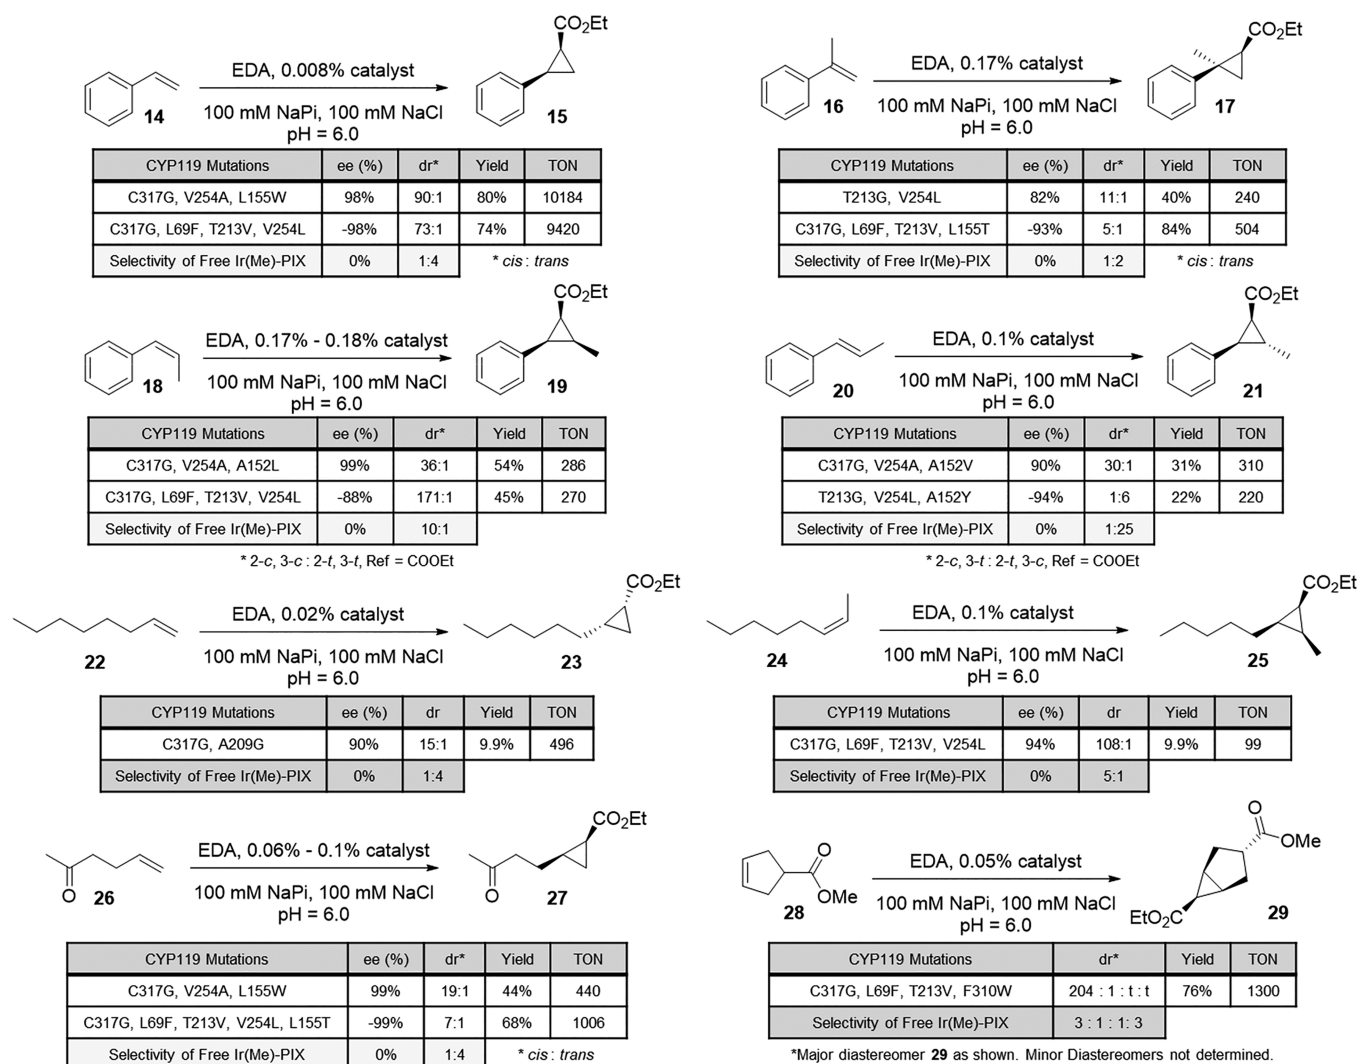 CO2Et
EDA, 0.008% catalyst
14
100 mM NaPi, 100 mM NaCl
15
pH = 6.0
CYP119 Mutations ee (%) dr* Yield TON
C317G, V254A, L155W 98% 90:1 80% 10184
C317G, L69F, T213V, V254L -98% 73:1 74% 9420
Selectivity of Free Ir(Me)-PIX 0% 1:4 * cis : trans
CO2Et
EDA, 0.17% catalyst
16
100 mM NaPi, 100 mM NaCl
17
pH = 6.0
CYP119 Mutations ee (%) dr* Yield TON
T213G, V254L 82% 11:1 40% 240
C317G, L69F, T213V, L155T -93% 5:1 84% 504
Selectivity of Free Ir(Me)-PIX 0% 1:2 * cis : trans
CO2Et
EDA, 0.17% - 0.18% catalyst
18
100 mM NaPi, 100 mM NaCl
19
pH = 6.0
CYP119 Mutations ee (%) dr* Yield TON
C317G, V254A, A152L 99% 36:1 54% 286
C317G, L69F, T213V, V254L -88% 171:1 45% 270
Selectivity of Free Ir(Me)-PIX 0% 10:1
* 2-c, 3-c : 2-t, 3-t, Ref = COOEt
CO2Et
EDA, 0.1% catalyst
20
100 mM NaPi, 100 mM NaCl
21
pH = 6.0
CYP119 Mutations ee (%) dr* Yield TON
C317G, V254A, A152V 90% 30:1 31% 310
T213G, V254L, A152Y -94% 1:6 22% 220
Selectivity of Free Ir(Me)-PIX 0% 1:25
* 2-c, 3-t : 2-t, 3-c, Ref = COOEt
CO2Et
EDA, 0.02% catalyst
22
100 mM NaPi, 100 mM NaCl
23
pH = 6.0
CYP119 Mutations ee (%) dr Yield TON
C317G, A209G 90% 15:1 9.9% 496
Selectivity of Free Ir(Me)-PIX 0% 1:4
CO2Et
EDA, 0.1% catalyst
24
100 mM NaPi, 100 mM NaCl
25
pH = 6.0
CYP119 Mutations ee (%) dr Yield TON
C317G, L69F, T213V, V254L 94% 108:1 9.9% 99
Selectivity of Free Ir(Me)-PIX 0% 5:1
CO2Et
EDA, 0.06% - 0.1% catalyst
O
26
100 mM NaPi, 100 mM NaCl
O
27
pH = 6.0
CYP119 Mutations ee (%) dr* Yield TON
C317G, V254A, L155W 99% 19:1 44% 440
C317G, L69F, T213V, V254L, L155T -99% 7:1 68% 1006
Selectivity of Free Ir(Me)-PIX 0% 1:4 * cis : trans
O
OMe
O
EDA, 0.05% catalyst
OMe
28
100 mM NaPi, 100 mM NaCl
EtO2C
29
pH = 6.0
CYP119 Mutations dr* Yield TON
C317G, L69F, T213V, F310W 204 : 1 : t : t 76% 1300
Selectivity of Free Ir(Me)-PIX 3 : 1 : 1 : 3
*Major diastereomer 29 as shown. Minor Diastereomers not determined.